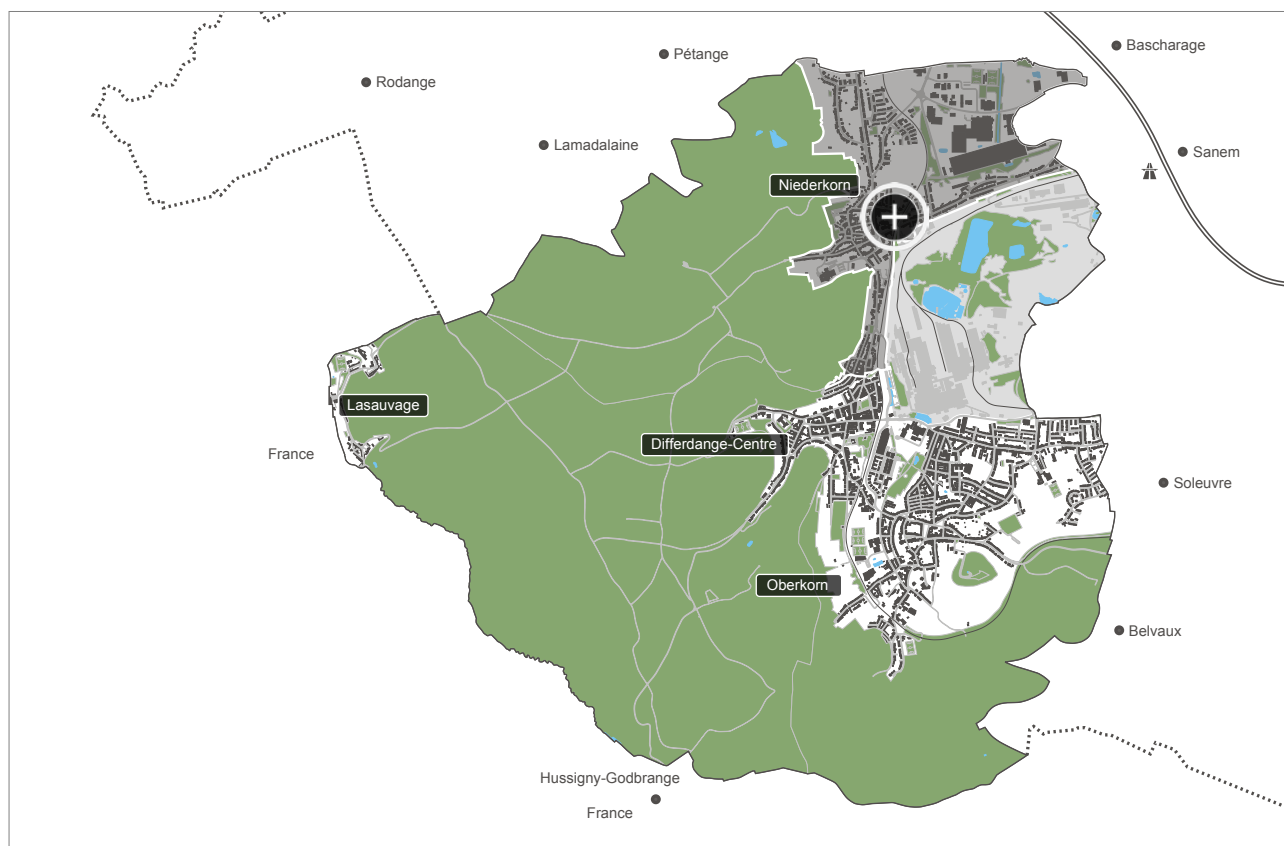 Bascharage
Pétange
Rodange
Lamadalaine
Sanem
Niederkorn
Lasauvage
Differdange-Centre
France
Soleuvre
Oberkorn
Belvaux
Hussigny-Godbrange
France